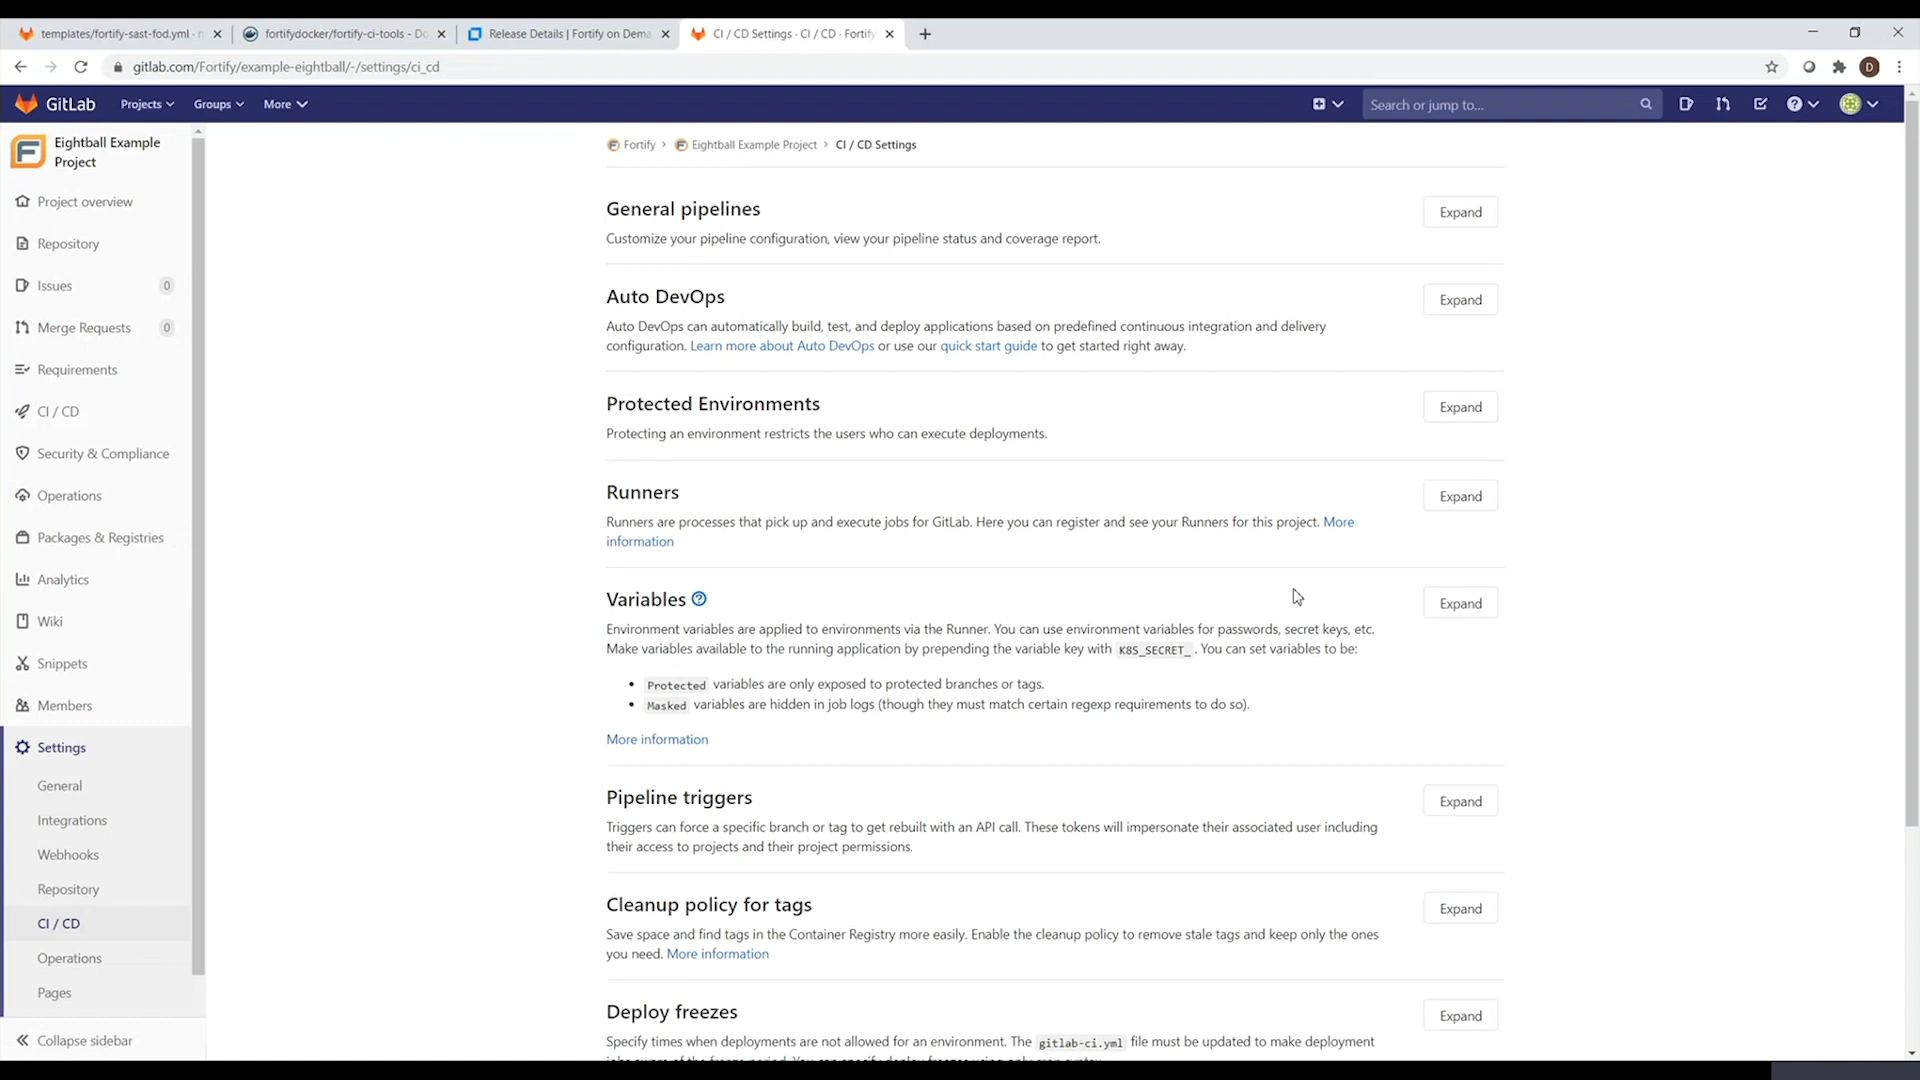 templates/fortify-sast-fod.yml
fortifydocker/fortify-ci-tools - Do
Release Details | Fortify on Dema
CI / CD Settings · CI / CD · Fortify
gitlab.com/Fortify/example-eightball/-/settings/ci_cd
D
GitLab
Projects
Groups
More
Search or jump to...
Eightball Example
Project
Project overview
Repository
Issues
0
Merge Requests
0
Requirements
CI / CD
Security & Compliance
Operations
Packages & Registries
Analytics
Wiki
Snippets
Members
Settings
General
Integrations
Webhooks
Repository
CI / CD
Operations
Pages
Collapse sidebar
Fortify > Eightball Example Project > CI / CD Settings
General pipelines
Expand
Customize your pipeline configuration, view your pipeline status and coverage report.
Auto DevOps
Expand
Auto DevOps can automatically build, test, and deploy applications based on predefined continuous integration and delivery
configuration. Learn more about Auto DevOps or use our quick start guide to get started right away.
Protected Environments
Expand
Protecting an environment restricts the users who can execute deployments.
Runners
Expand
Runners are processes that pick up and execute jobs for GitLab. Here you can register and see your Runners for this project. More
information
Variables
Expand
Environment variables are applied to environments via the Runner. You can use environment variables for passwords, secret keys, etc.
Make variables available to the running application by prepending the variable key with K8S_SECRET_. You can set variables to be:
• Protected variables are only exposed to protected branches or tags.
• Masked variables are hidden in job logs (though they must match certain regexp requirements to do so).
More information
Pipeline triggers
Expand
Triggers can force a specific branch or tag to get rebuilt with an API call. These tokens will impersonate their associated user including
their access to projects and their project permissions.
Cleanup policy for tags
Expand
Save space and find tags in the Container Registry more easily. Enable the cleanup policy to remove stale tags and keep only the ones
you need. More information
Deploy freezes
Expand
Specify times when deployments are not allowed for an environment. The gitlab-ci.yml file must be updated to make deployment